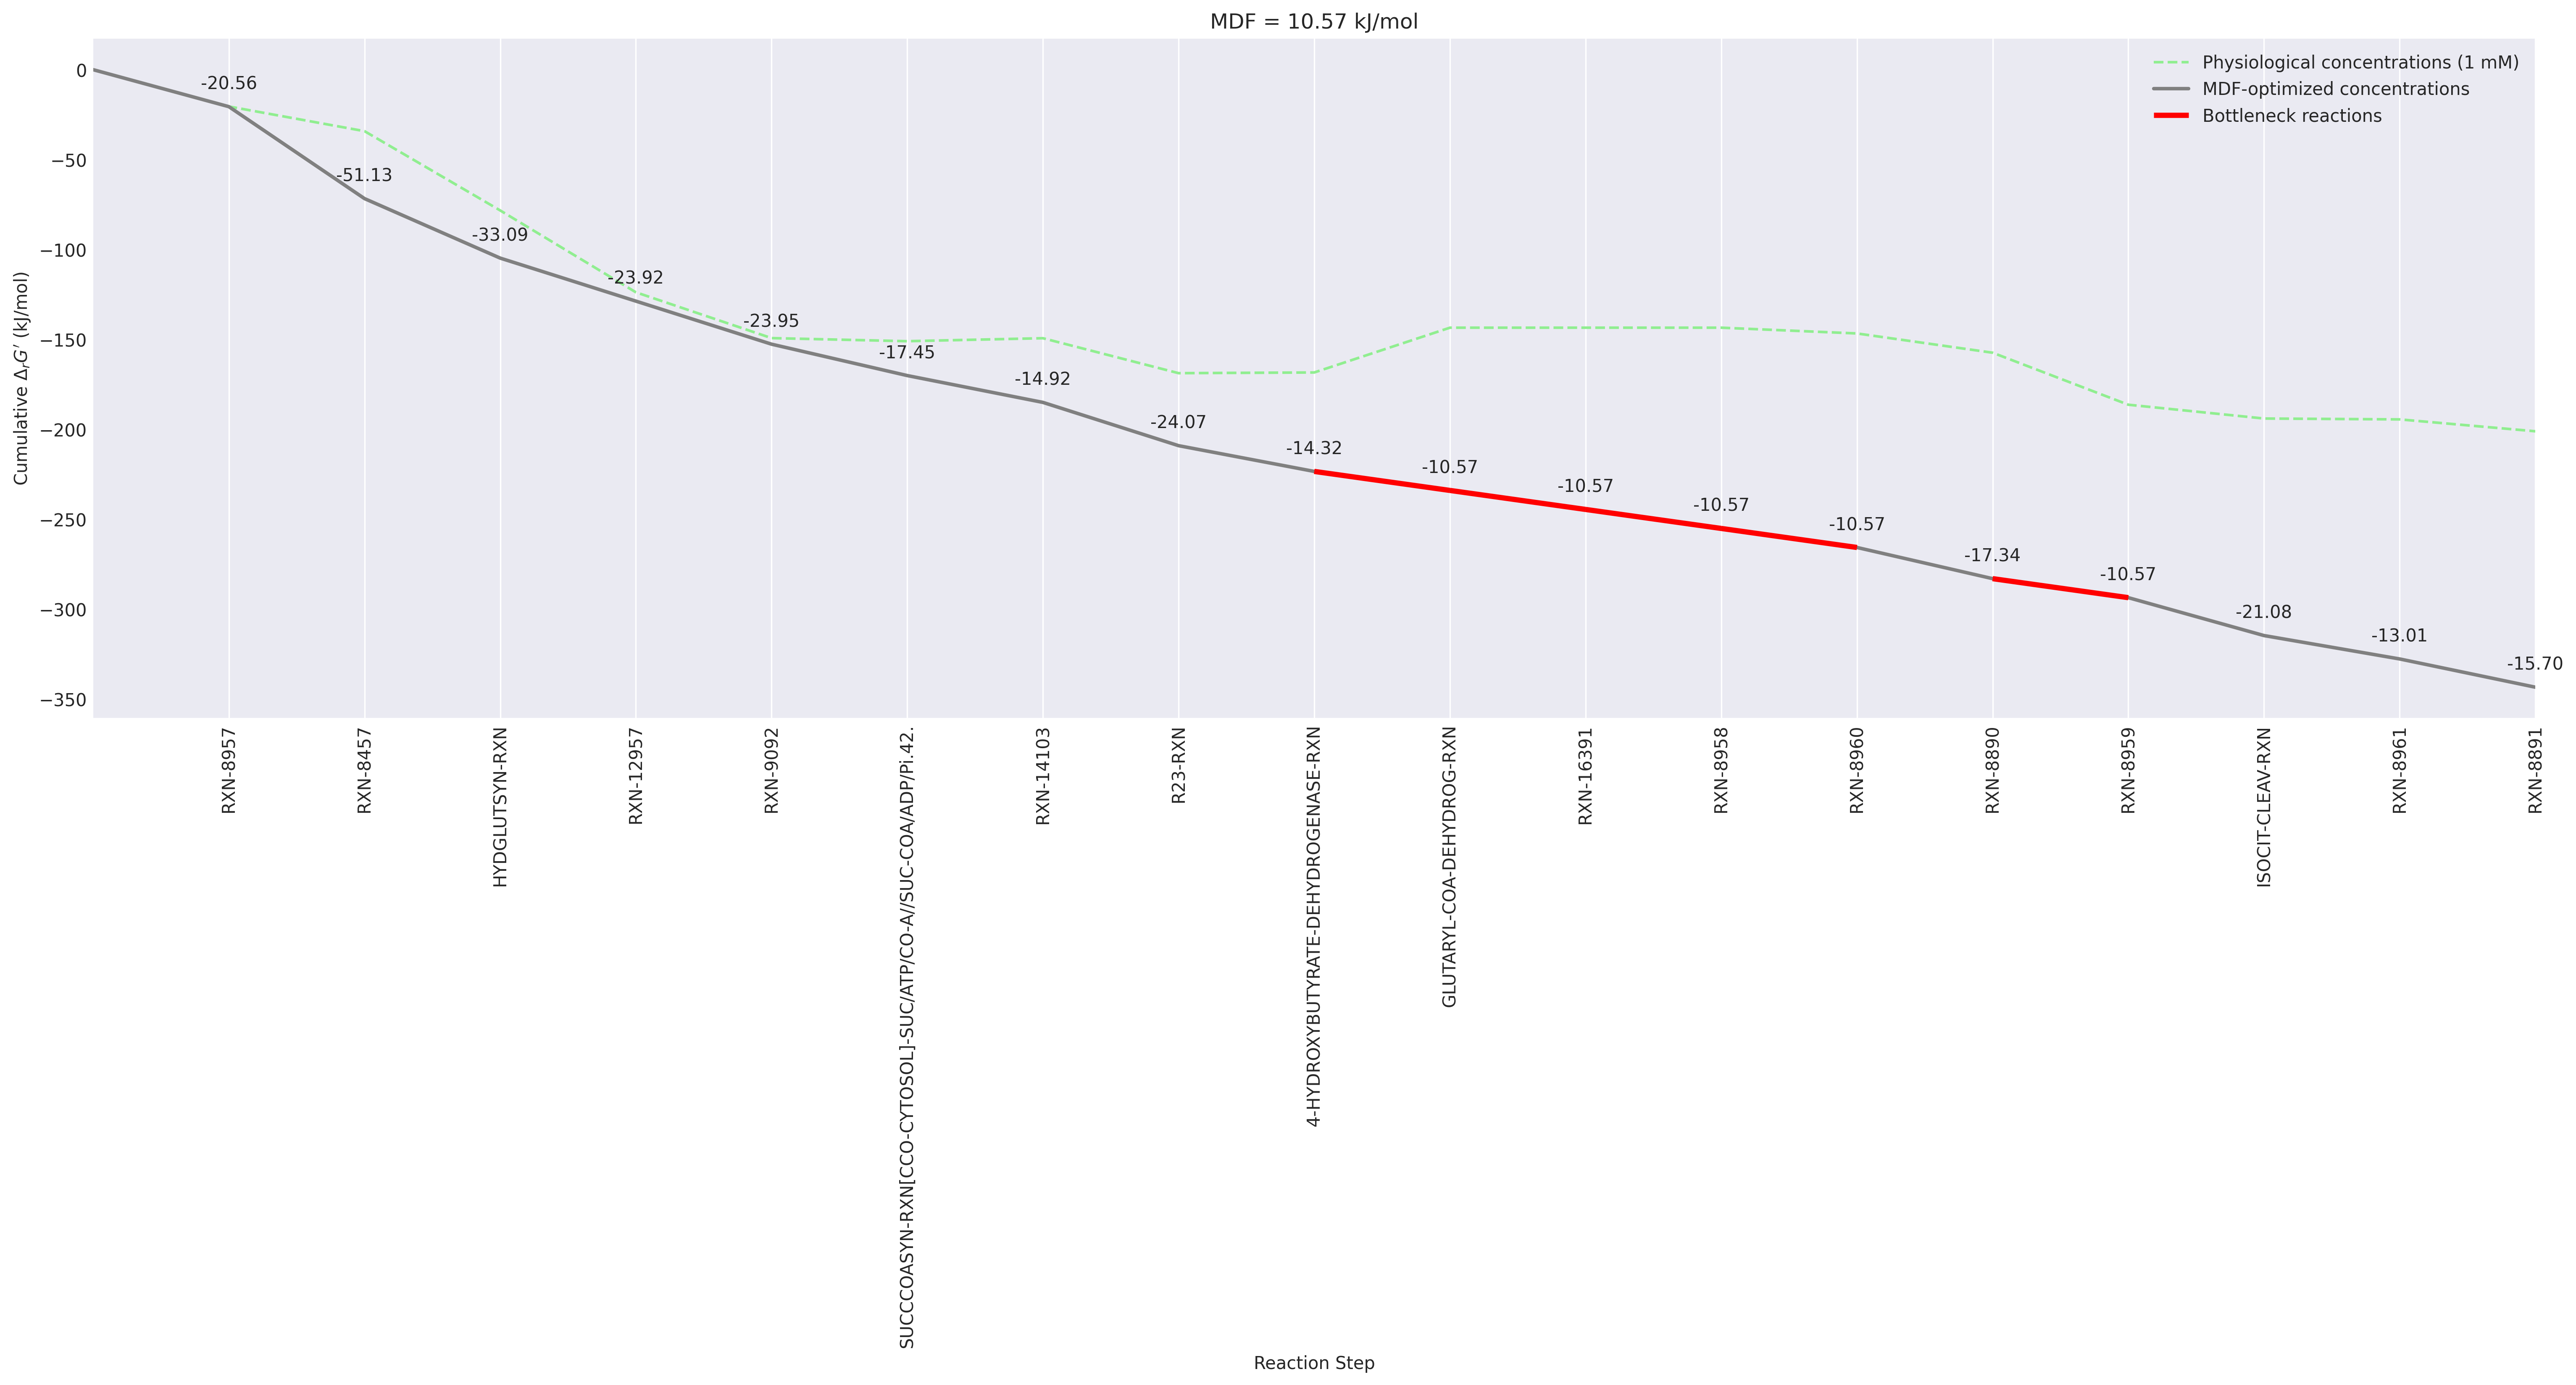 MDF = 10.57 kJ/mol
Physiological concentrations (1 mM)
MDF-optimized concentrations
Bottleneck reactions
Cumulative ΔrG′ (kJ/mol)
0
−50
−100
−150
−200
−250
−300
−350
-20.56
-51.13
-33.09
-23.92
-23.95
-17.45
-14.92
-24.07
-14.32
-10.57
-10.57
-10.57
-10.57
-17.34
-10.57
-21.08
-13.01
-15.70
RXN-8957
RXN-8457
HYDGLUTSYN-RXN
RXN-12957
RXN-9092
SUCCCOASYN-RXN[CCO-CYTOSOL]-SUC/ATP/CO-A//SUC-COA/ADP/Pi.42.
RXN-14103
R23-RXN
4-HYDROXYBUTYRATE-DEHYDROGENASE-RXN
GLUTARYL-COA-DEHYDROG-RXN
RXN-16391
RXN-8958
RXN-8960
RXN-8890
RXN-8959
ISOCIT-CLEAV-RXN
RXN-8961
RXN-8891
Reaction Step